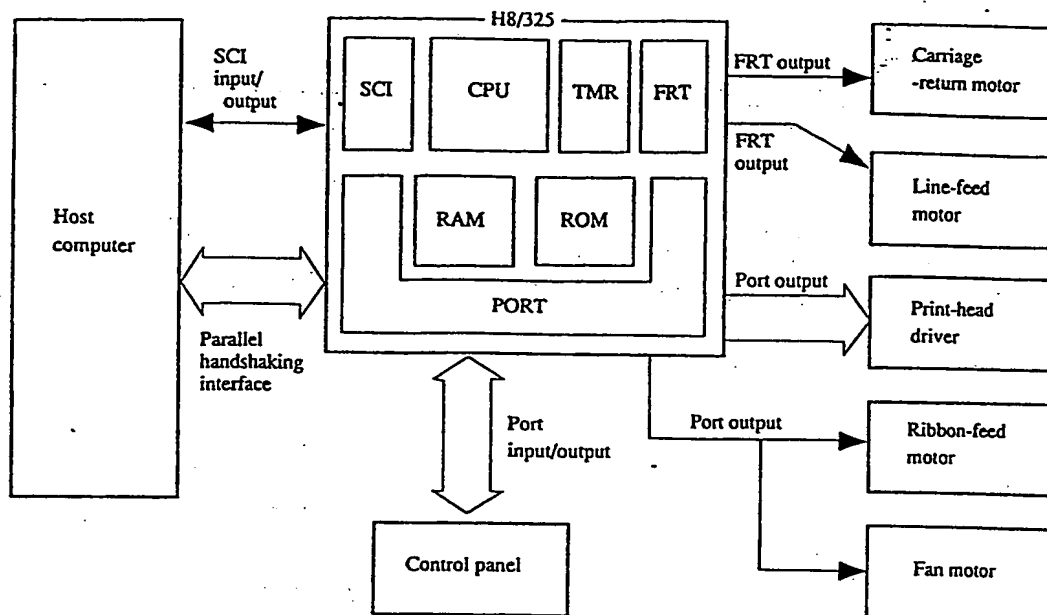 H8/325
SCI
input/
output
SCI
CPU
TMR
FRT
FRT output
Carriage
-return motor
FRT
output
Line-feed
motor
Host
computer
RAM
ROM
PORT
Port output
Print-head
driver
Parallel
handshaking
interface
Port
input/output
Port output
Ribbon-feed
motor
Control panel
Fan motor